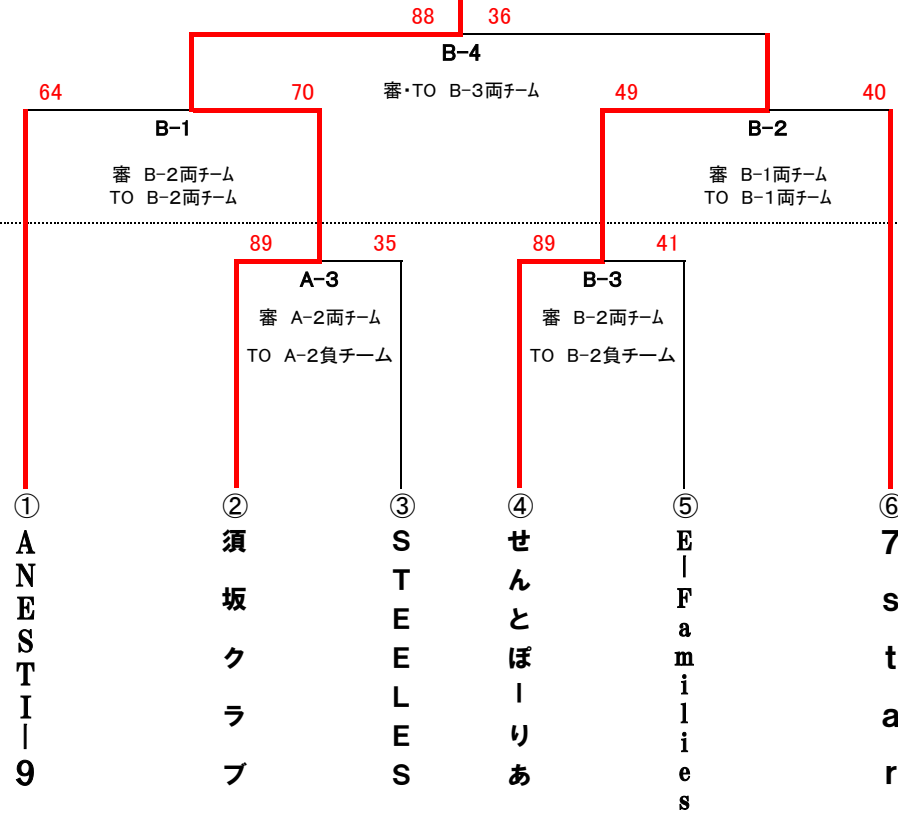 88 36
B-4
審・TO B-3両チーム
64 70 49 40
B-1 B-2
審 B-2両チーム 審 B-1両チーム
TO B-2両チーム TO B-1両チーム
89 35 89 41
A-3 B-3
審 A-2両チーム 審 B-2両チーム
TO A-2負チーム TO B-2負チーム
① ② ③ ④ ⑤ ⑥
ANESTI-9
須坂クラブ
STEELES
せんとぽーりあ
E-Families
7star